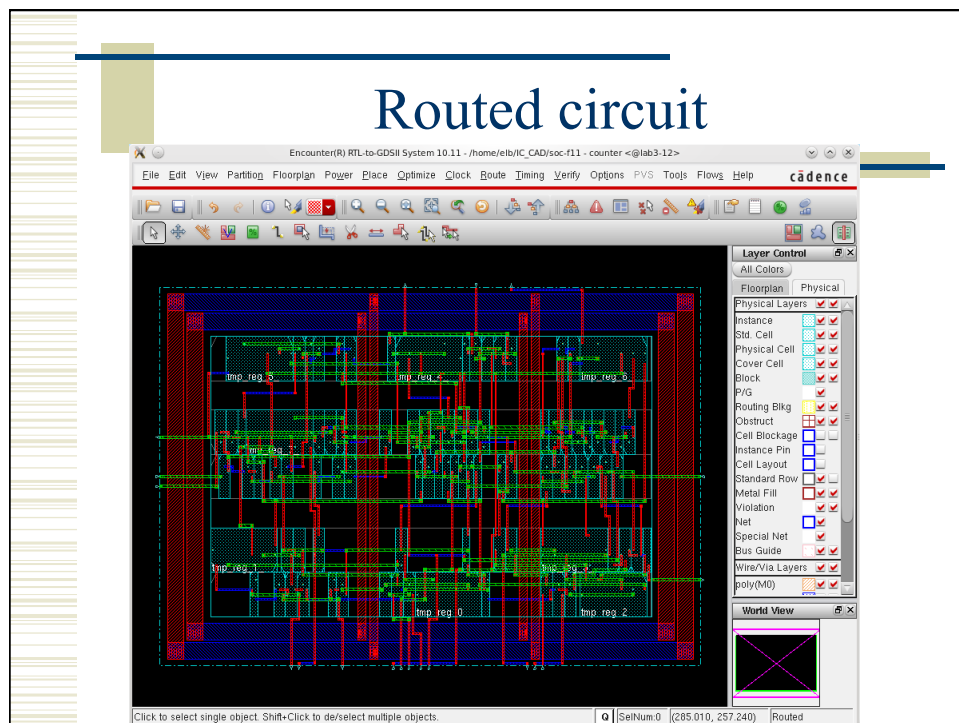 Routed circuit
Encounter(R) RTL-to-GDSII System 10.11 - /home/elb/IC_CAD/soc-f11 - counter <@lab3-12>
File Edit View Partition Floorplan Power Place Optimize Clock Route Timing Verify Options PVS Tools Flows Help cādence
Layer Control
All Colors
Floorplan Physical
Physical Layers
Instance
Std. Cell
Physical Cell
Cover Cell
Block
P/G
Routing Blkg
Obstruct
Cell Blockage
Instance Pin
Cell Layout
Standard Row
Metal Fill
Violation
Net
Special Net
Bus Guide
Wire/Via Layers
poly(M0)
World View
tmp_reg_1
tmp_reg_0
tmp_reg_2
Click to select single object. Shift+Click to de/select multiple objects. Q SelNum:0 (265.010, 257.240) Routed